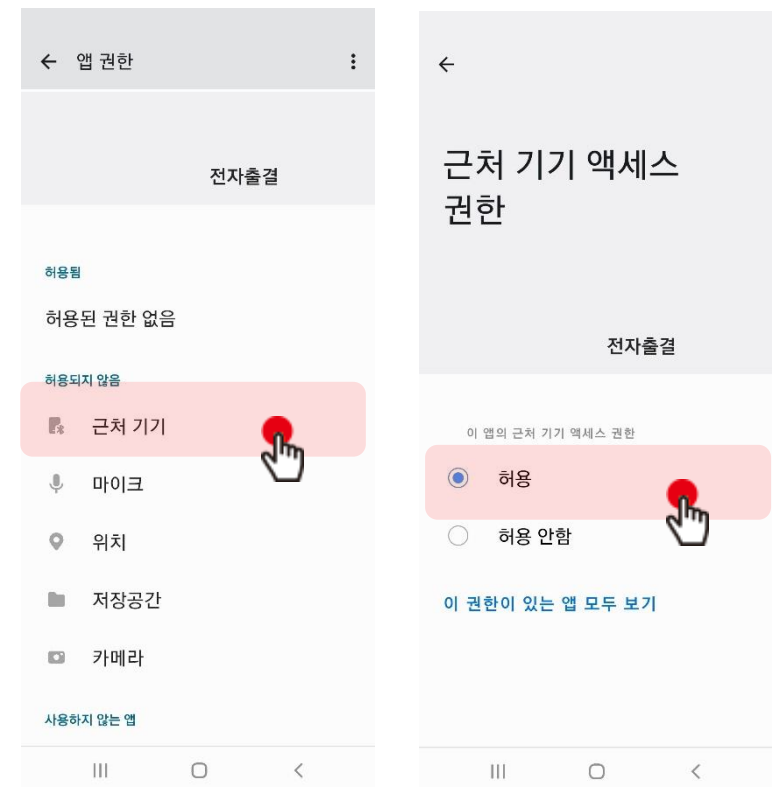 앱 권한
전자출결
허용됨
허용된 권한 없음
허용되지 않음
근처 기기
마이크
위치
저장공간
카메라
사용하지 않는 앱
근처 기기 액세스
권한
전자출결
이 앱의 근처 기기 액세스 권한
허용
허용 안함
이 권한이 있는 앱 모두 보기